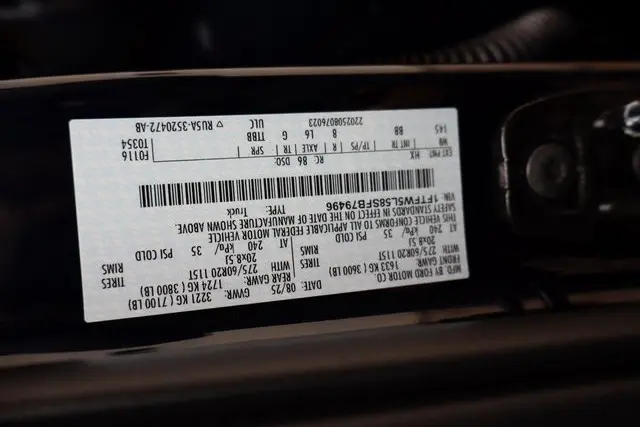 MFD. BY FORD MOTOR CO.
DATE: 08/25 GVWR: 3221 KG (7100 LB)
FRONT GAWR: 1633 KG (3600 LB) REAR GAWR: 1724 KG (3800 LB)
WITH 275/60R20 115T TIRES WITH 275/60R20 115T TIRES
20x8.5J RIMS 20x8.5J RIMS
AT 240 kPa/ 35 PSI COLD AT 240 kPa/ 35 PSI COLD
THIS VEHICLE CONFORMS TO ALL APPLICABLE FEDERAL MOTOR VEHICLE
SAFETY STANDARDS IN EFFECT ON THE DATE OF MANUFACTURE SHOWN ABOVE.
VIN: 1FTFW5L58SFB79496 TYPE: Truck
F0116
T0354
EXT PNT: HX RC: 86 DSO:
WB INT TR TP/PS R AXLE TR SPR
145 BB 8 L6 G TTBB
2202508076023 ULC ▽ RU5A-3520472-AB